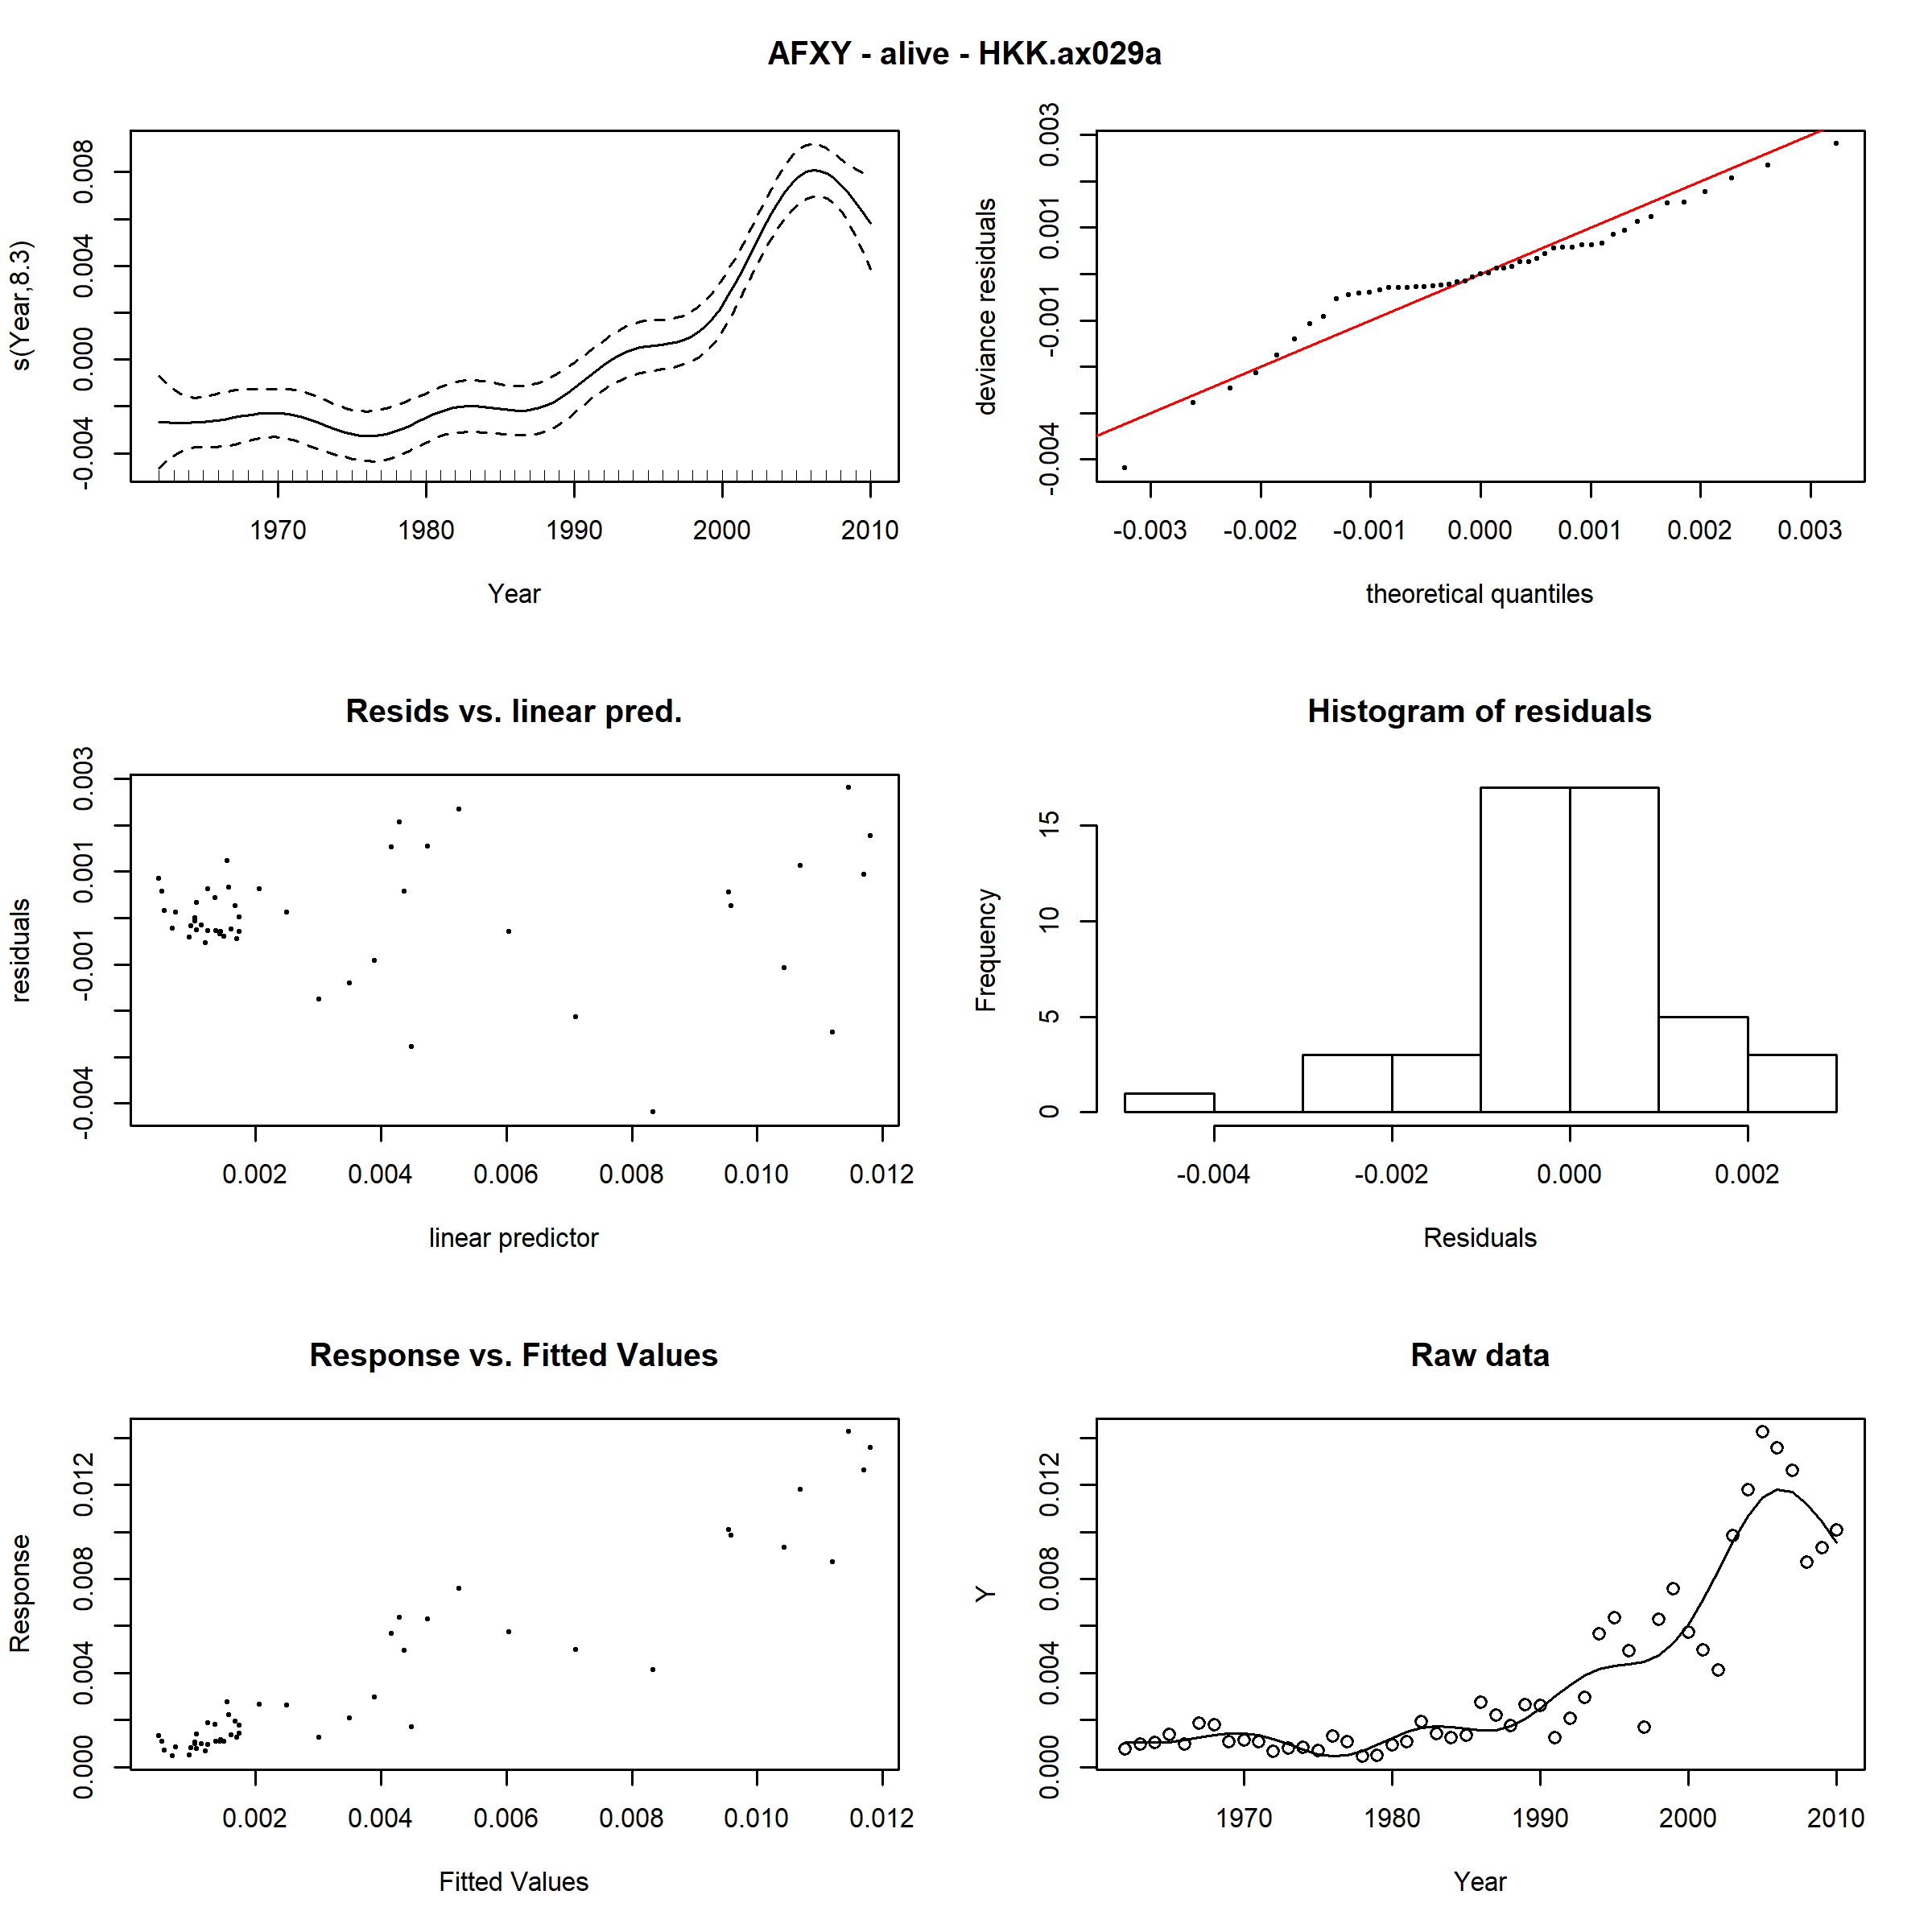 AFXY - alive - HKK.ax029a
s(Year,8.3)
-0.004 0.000 0.004 0.008
1970 1980 1990 2000 2010
Year
deviance residuals
-0.004 -0.001 0.001 0.003
-0.003 -0.002 -0.001 0.000 0.001 0.002 0.003
theoretical quantiles
Resids vs. linear pred.
residuals
-0.004 -0.001 0.001 0.003
0.002 0.004 0.006 0.008 0.010 0.012
linear predictor
Histogram of residuals
Frequency
0 5 10 15
-0.004 -0.002 0.000 0.002
Residuals
Response vs. Fitted Values
Response
0.000 0.004 0.008 0.012
0.002 0.004 0.006 0.008 0.010 0.012
Fitted Values
Raw data
Y
0.000 0.004 0.008 0.012
1970 1980 1990 2000 2010
Year